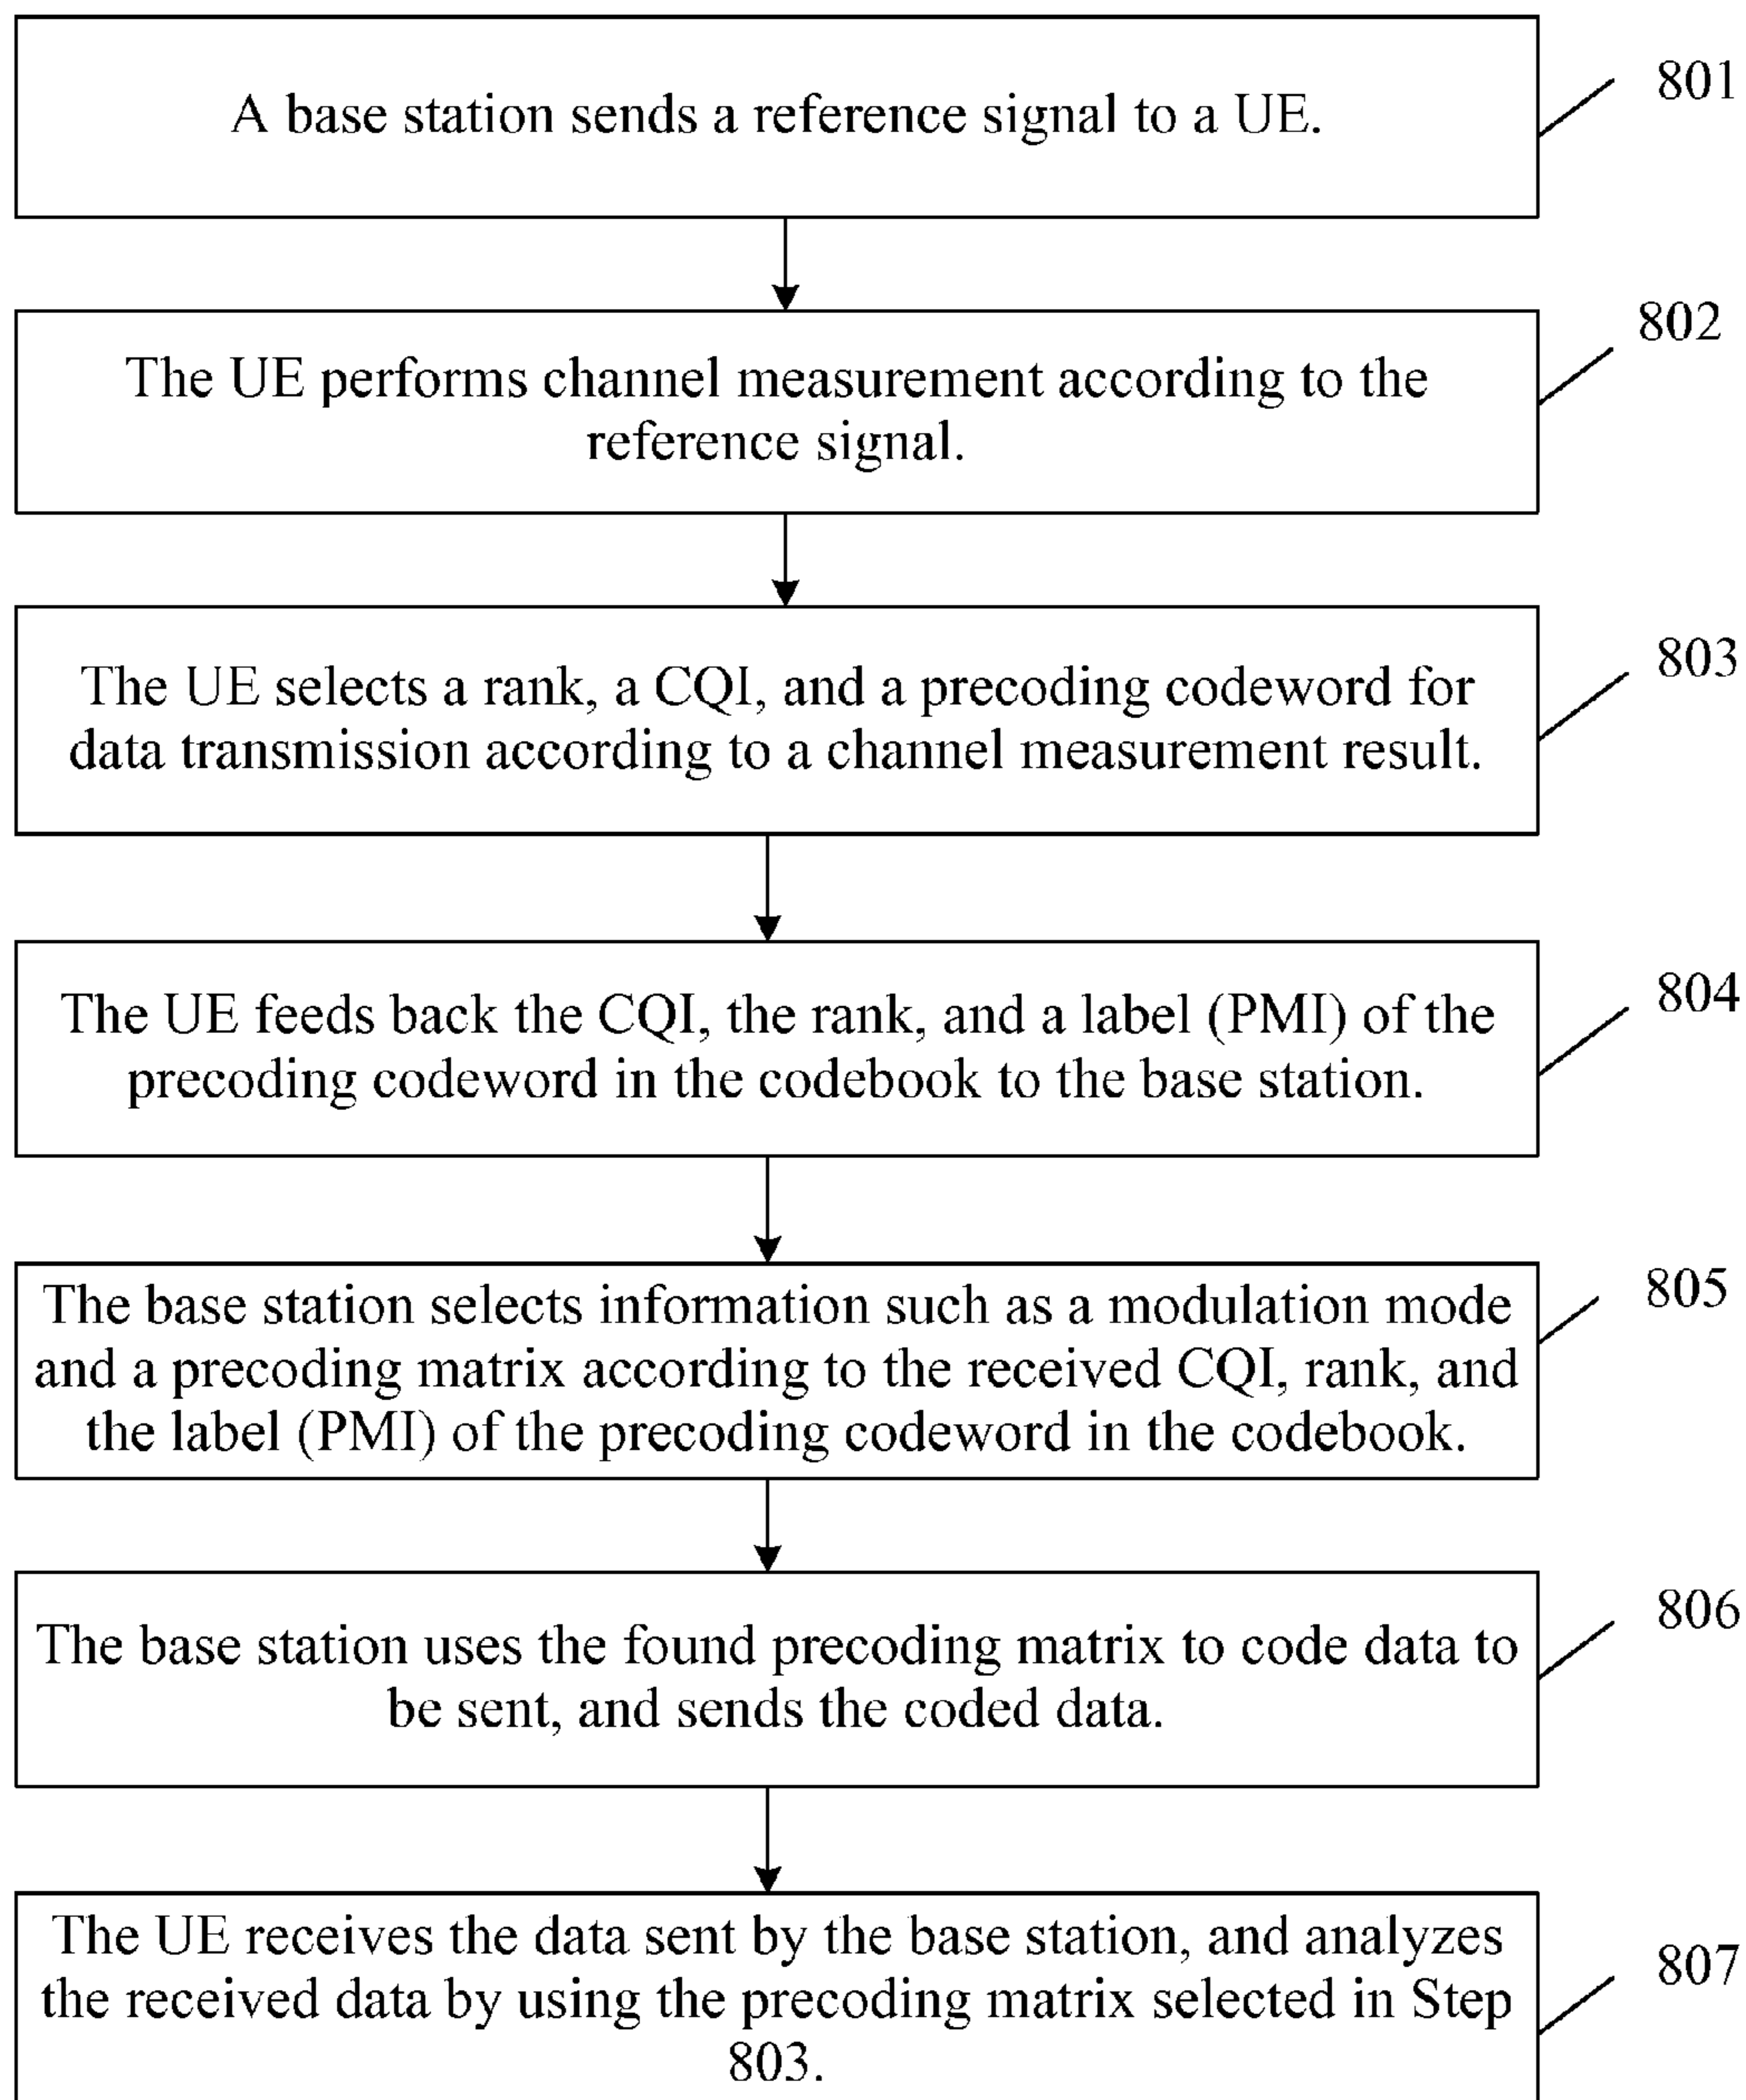 A base station sends a reference signal to a UE.
801
The UE performs channel measurement according to the
reference signal.
802
The UE selects a rank, a CQI, and a precoding codeword for
data transmission according to a channel measurement result.
803
The UE feeds back the CQI, the rank, and a label (PMI) of the
precoding codeword in the codebook to the base station.
804
The base station selects information such as a modulation mode
and a precoding matrix according to the received CQI, rank, and
the label (PMI) of the precoding codeword in the codebook.
805
The base station uses the found precoding matrix to code data to
be sent, and sends the coded data.
806
The UE receives the data sent by the base station, and analyzes
the received data by using the precoding matrix selected in Step
803.
807